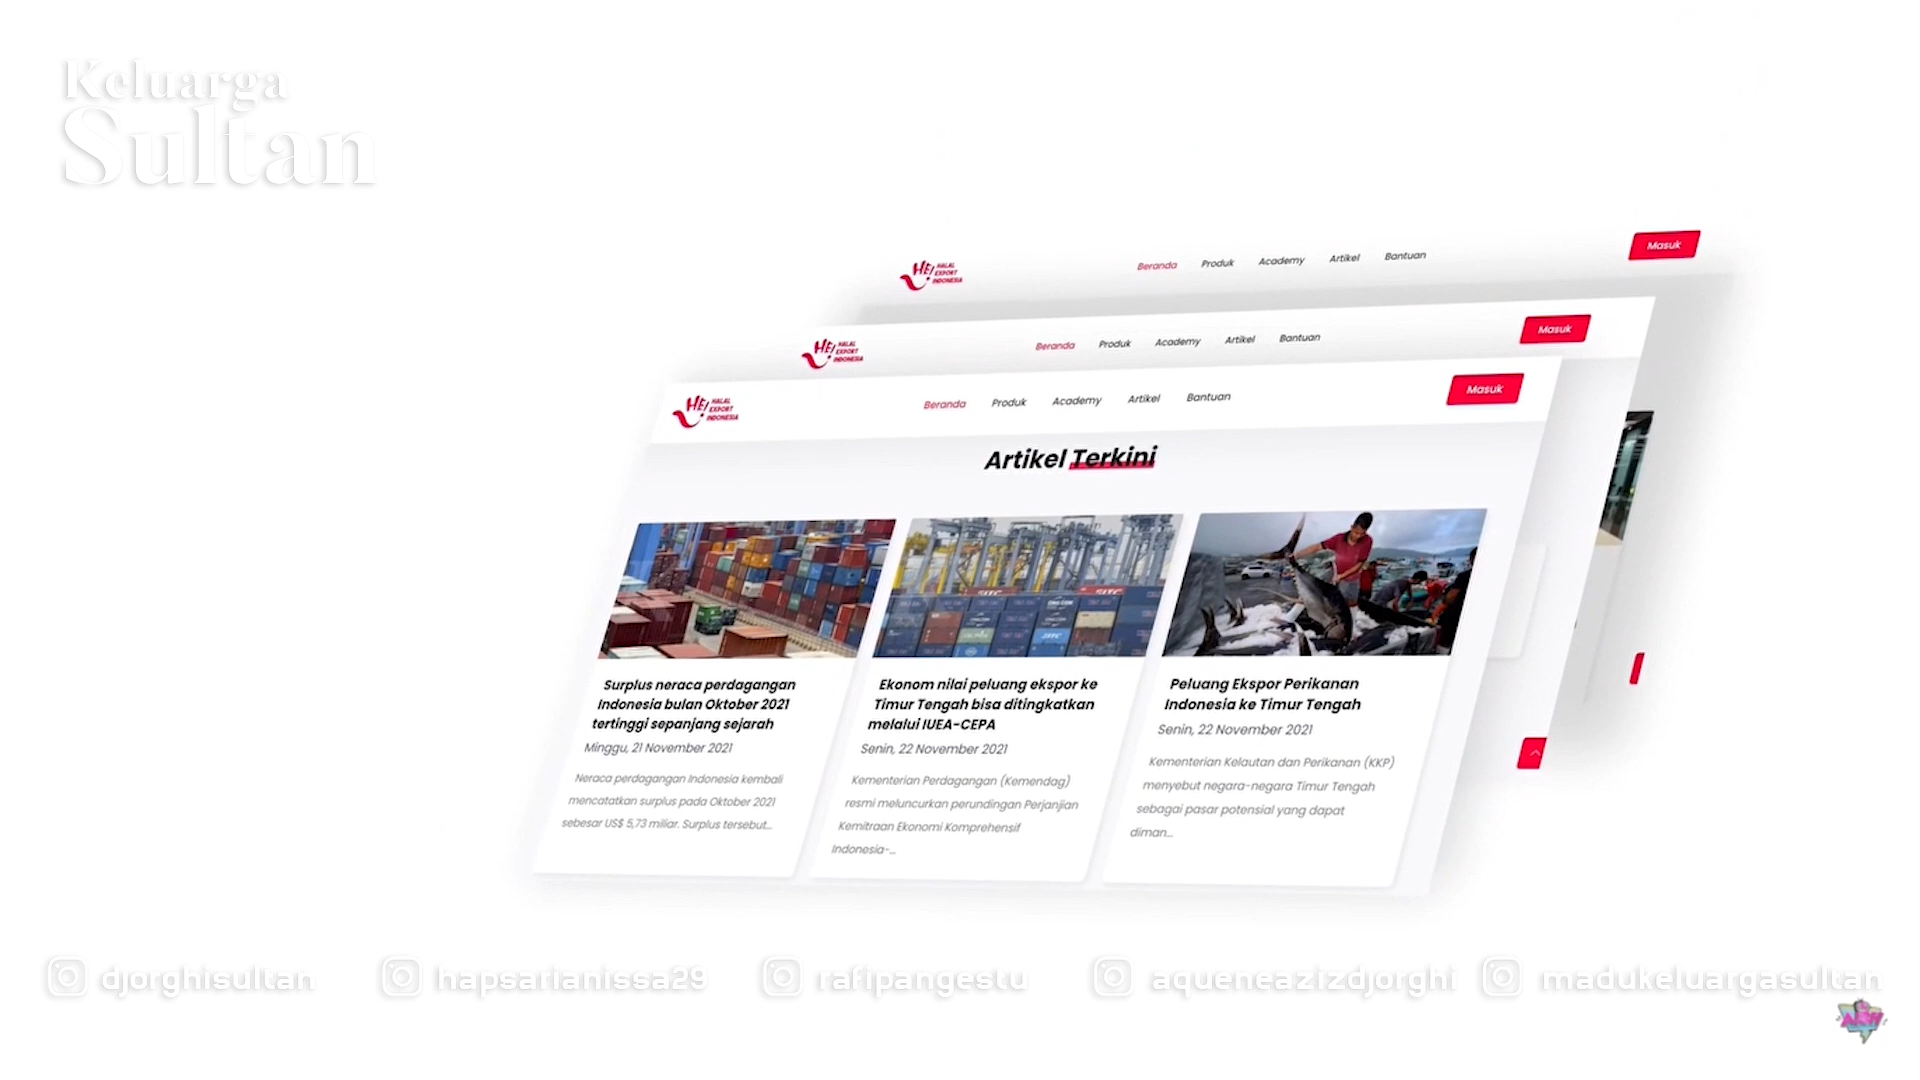 Keluarga
Sultan
HE! HALAL EXPORT INDONESIA
Beranda Produk Academy Artikel Bantuan
Masuk
HE! HALAL EXPORT INDONESIA
Beranda Produk Academy Artikel Bantuan
Masuk
HE! HALAL EXPORT INDONESIA
Beranda Produk Academy Artikel Bantuan
Masuk
Artikel Terkini
SITC SITC
SITC
Surplus neraca perdagangan
Indonesia bulan Oktober 2021
tertinggi sepanjang sejarah
Minggu, 21 November 2021
Neraca perdagangan Indonesia kembali
mencatatkan surplus pada Oktober 2021
sebesar US$ 5,73 miliar. Surplus tersebut...
Ekonom nilai peluang ekspor ke
Timur Tengah bisa ditingkatkan
melalui IUEA-CEPA
Senin, 22 November 2021
Kementerian Perdagangan (Kemendag)
resmi meluncurkan perundingan Perjanjian
Kemitraan Ekonomi Komprehensif
Indonesia-...
Peluang Ekspor Perikanan
Indonesia ke Timur Tengah
Senin, 22 November 2021
Kementerian Kelautan dan Perikanan (KKP)
menyebut negara-negara Timur Tengah
sebagai pasar potensial yang dapat
diman...
djorghisultan hapsarianissa29 rafipangestu aqueneazizdjorghi madukeluargasultan